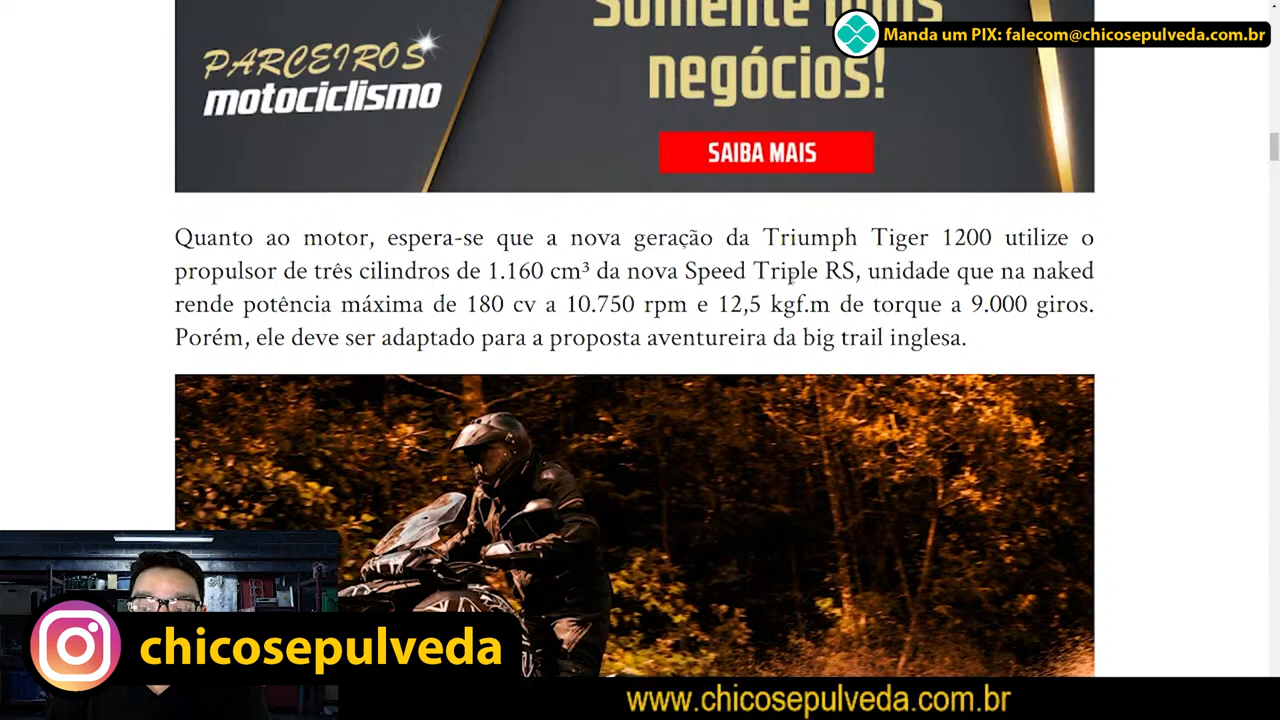 Somente bons
Manda um PIX: falecom@chicosepulveda.com.br
PARCEIROS
negócios!
motociclismo
SAIBA MAIS
Quanto ao motor, espera-se que a nova geração da Triumph Tiger 1200 utilize o
propulsor de três cilindros de 1.160 cm³ da nova Speed Triple RS, unidade que na naked
rende potência máxima de 180 cv a 10.750 rpm e 12,5 kgf.m de torque a 9.000 giros.
Porém, ele deve ser adaptado para a proposta aventureira da big trail inglesa.
chicosepulveda
www.chicosepulveda.com.br